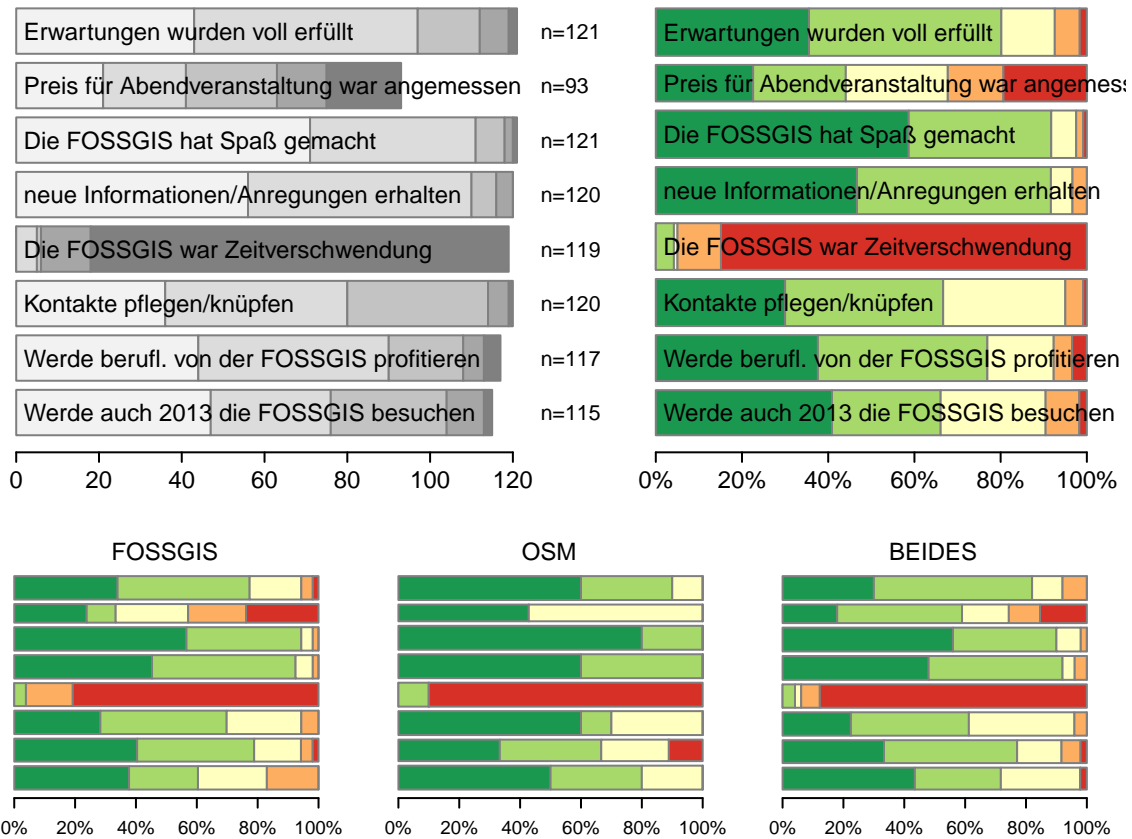 Erwartungen wurden voll erfüllt n=121
Preis für Abendveranstaltung war angemessen n=93
Die FOSSGIS hat Spaß gemacht n=121
neue Informationen/Anregungen erhalten n=120
Die FOSSGIS war Zeitverschwendung n=119
Kontakte pflegen/knüpfen n=120
Werde berufl. von der FOSSGIS profitieren n=117
Werde auch 2013 die FOSSGIS besuchen n=115
0 20 40 60 80 100 120
Erwartungen wurden voll erfüllt
Preis für Abendveranstaltung war angemess
Die FOSSGIS hat Spaß gemacht
neue Informationen/Anregungen erhalten
Die FOSSGIS war Zeitverschwendung
Kontakte pflegen/knüpfen
Werde berufl. von der FOSSGIS profitieren
Werde auch 2013 die FOSSGIS besuchen
0% 20% 40% 60% 80% 100%
FOSSGIS
0% 20% 40% 60% 80% 100%
OSM
0% 20% 40% 60% 80% 100%
BEIDES
0% 20% 40% 60% 80% 100%